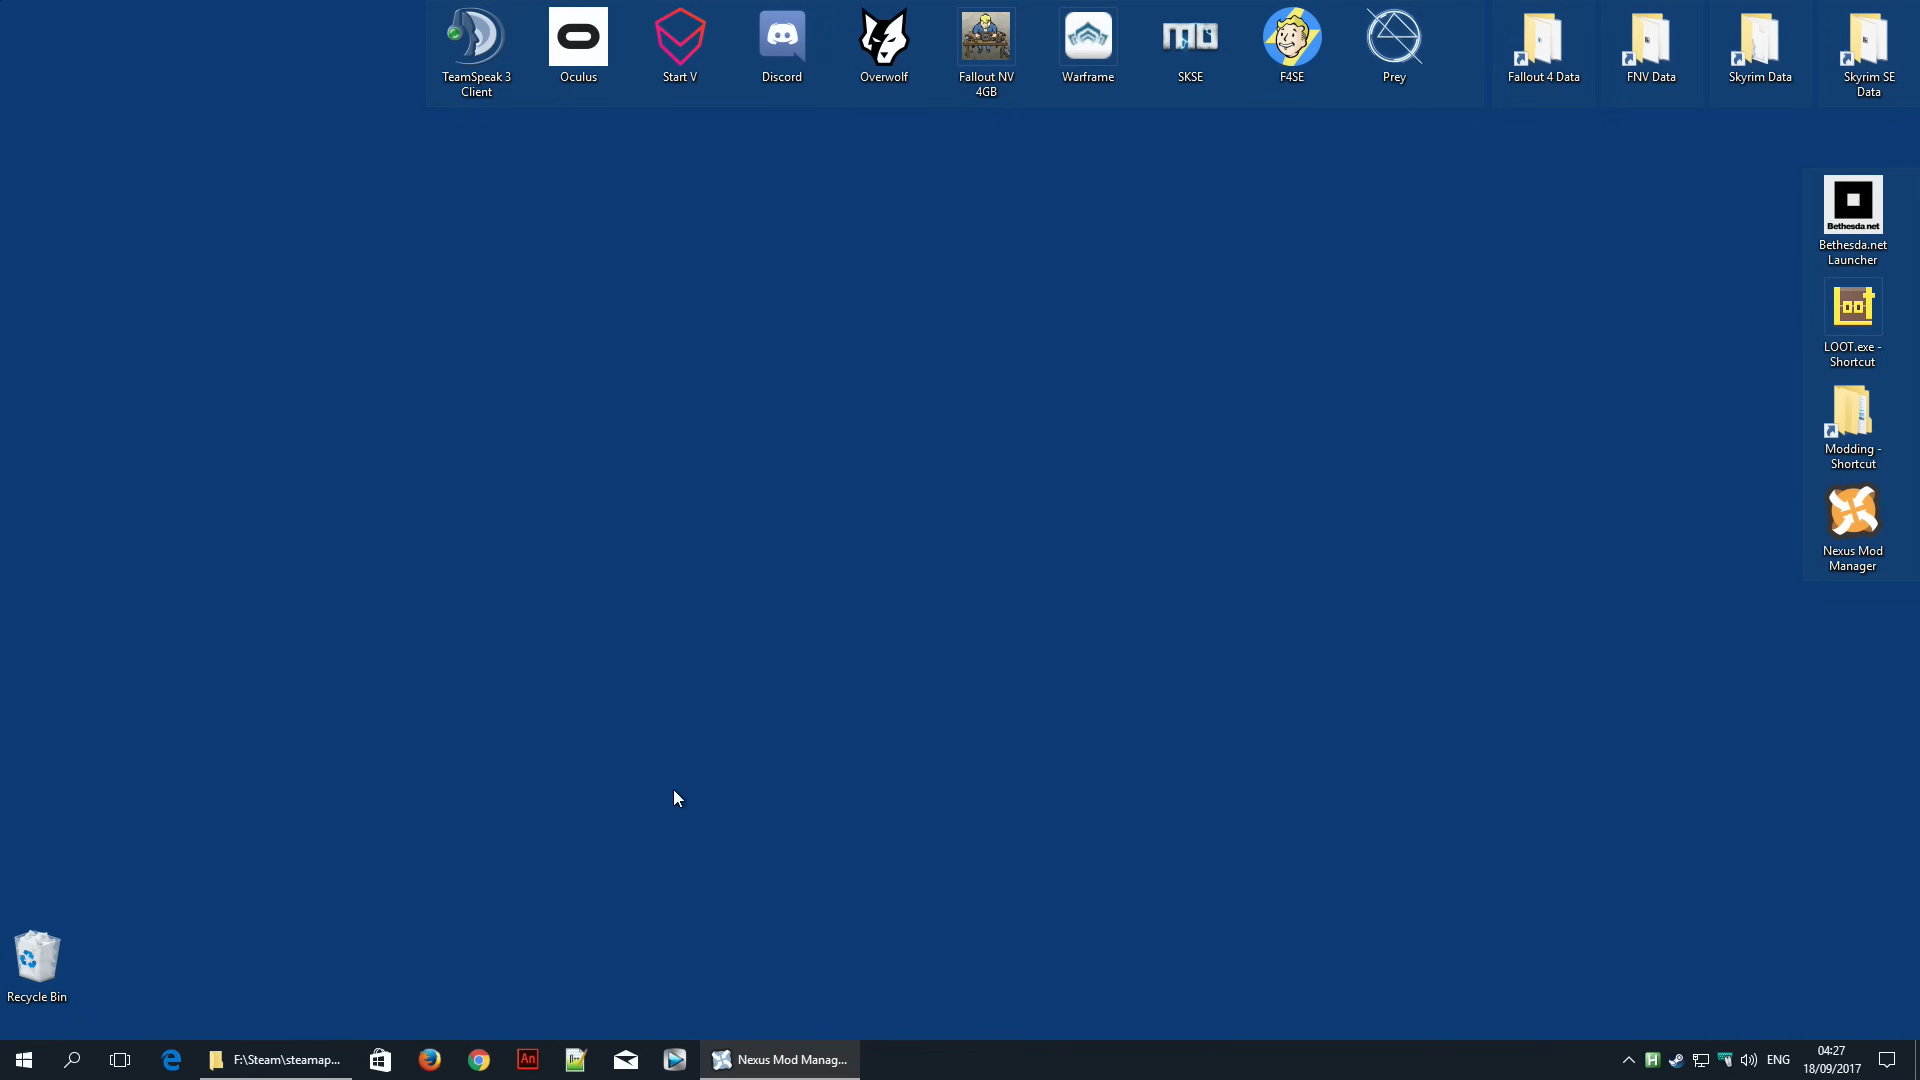 TeamSpeak 3
Client
Oculus
Start V
Discord
Overwolf
Fallout NV
4GB
Warframe
SKSE
F4SE
Prey
Fallout 4 Data
FNV Data
Skyrim Data
Skyrim SE
Data
Bethesda.net
Bethesda.net
Launcher
loot
LOOT.exe -
Shortcut
Modding -
Shortcut
Nexus Mod
Manager
Recycle Bin
F:\Steam\steamap...
An
Nexus Mod Manag...
H
ENG
04:27
18/09/2017